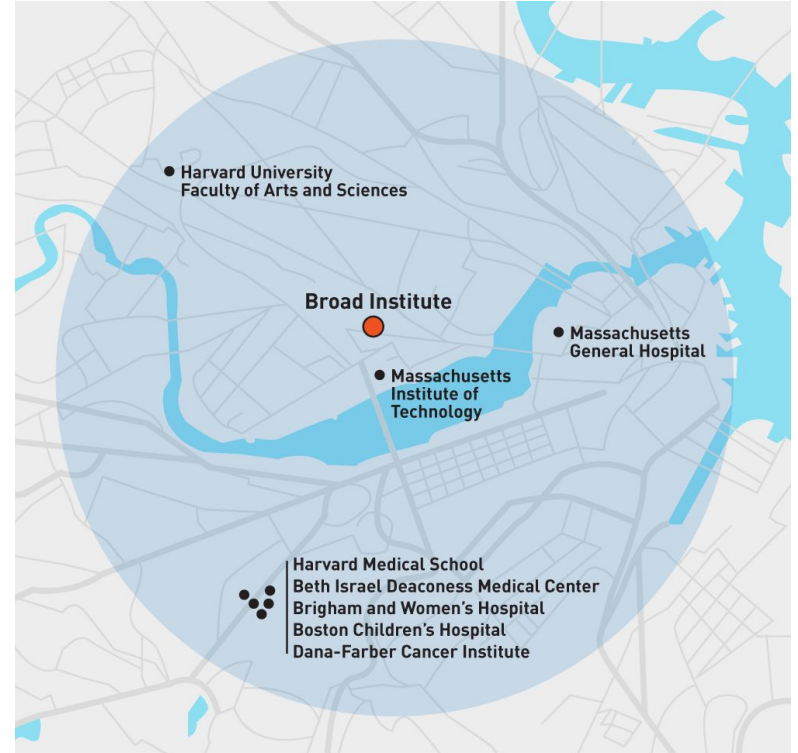 Harvard University
Faculty of Arts and Sciences
Broad Institute
Massachusetts
General Hospital
Massachusetts
Institute of
Technology
Harvard Medical School
Beth Israel Deaconess Medical Center
Brigham and Women's Hospital
Boston Children's Hospital
Dana-Farber Cancer Institute